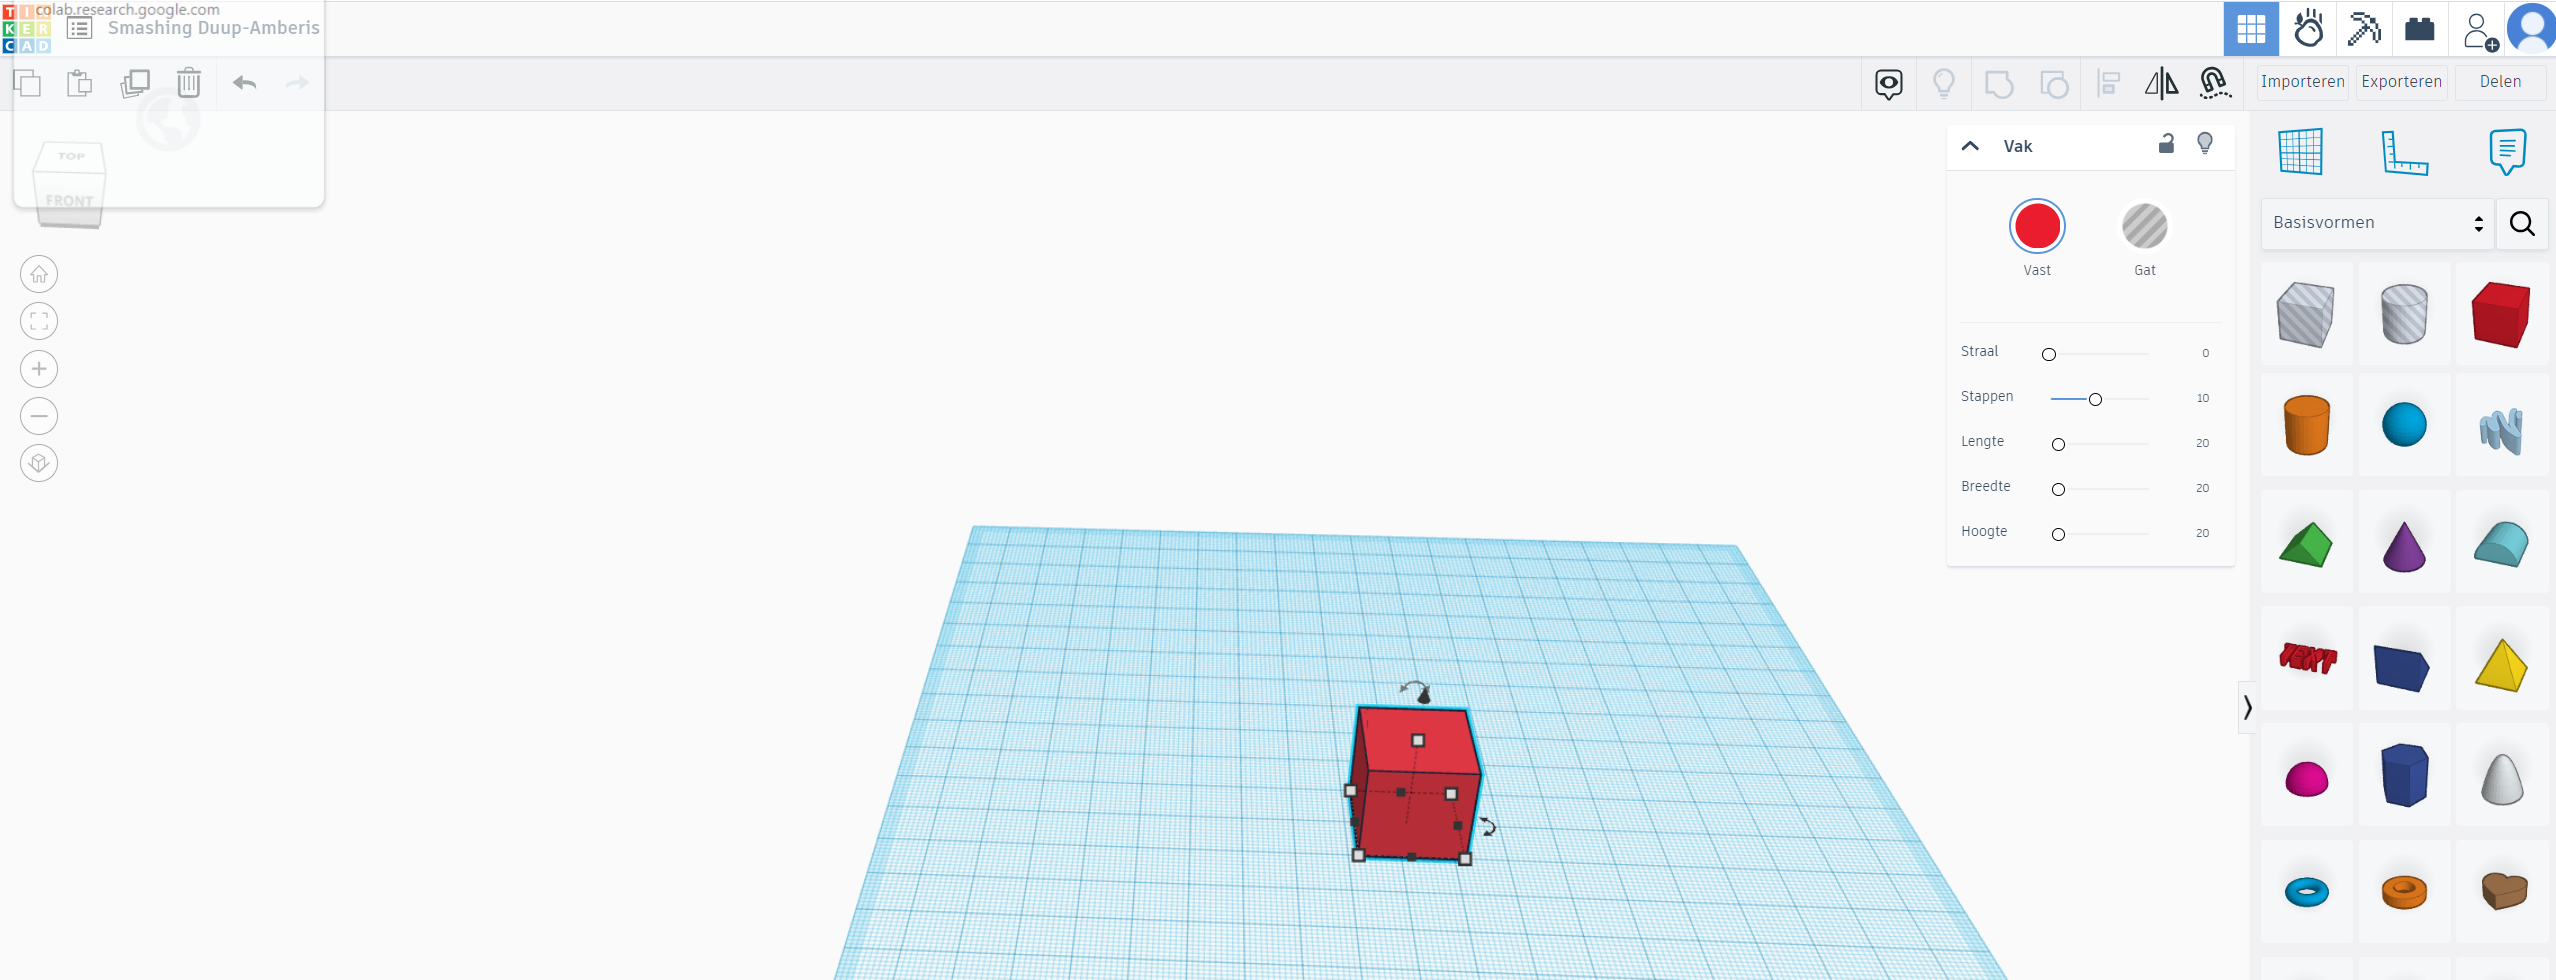 colab.research.google.com
TIN
KER
CAD
Smashing Duup-Amberis
Importeren
Exporteren
Delen
TOP
FRONT
Vak
Vast
Gat
Straal 0
Stappen 10
Lengte 20
Breedte 20
Hoogte 20
Basisvormen
TEXT